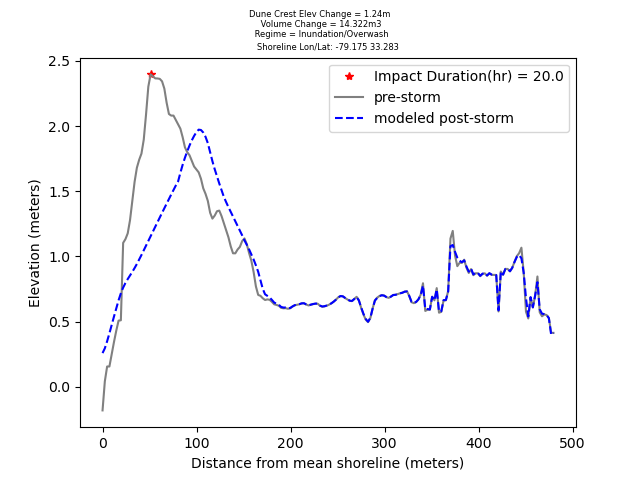 Dune Crest Elev Change = 1.24m
Volume Change = 14.322m3
Regime = Inundation/Overwash
Shoreline Lon/Lat: -79.175 33.283
Impact Duration(hr) = 20.0
pre-storm
modeled post-storm
Elevation (meters)
2.5
2.0
1.5
1.0
0.5
0.0
0
100
200
300
400
500
Distance from mean shoreline (meters)